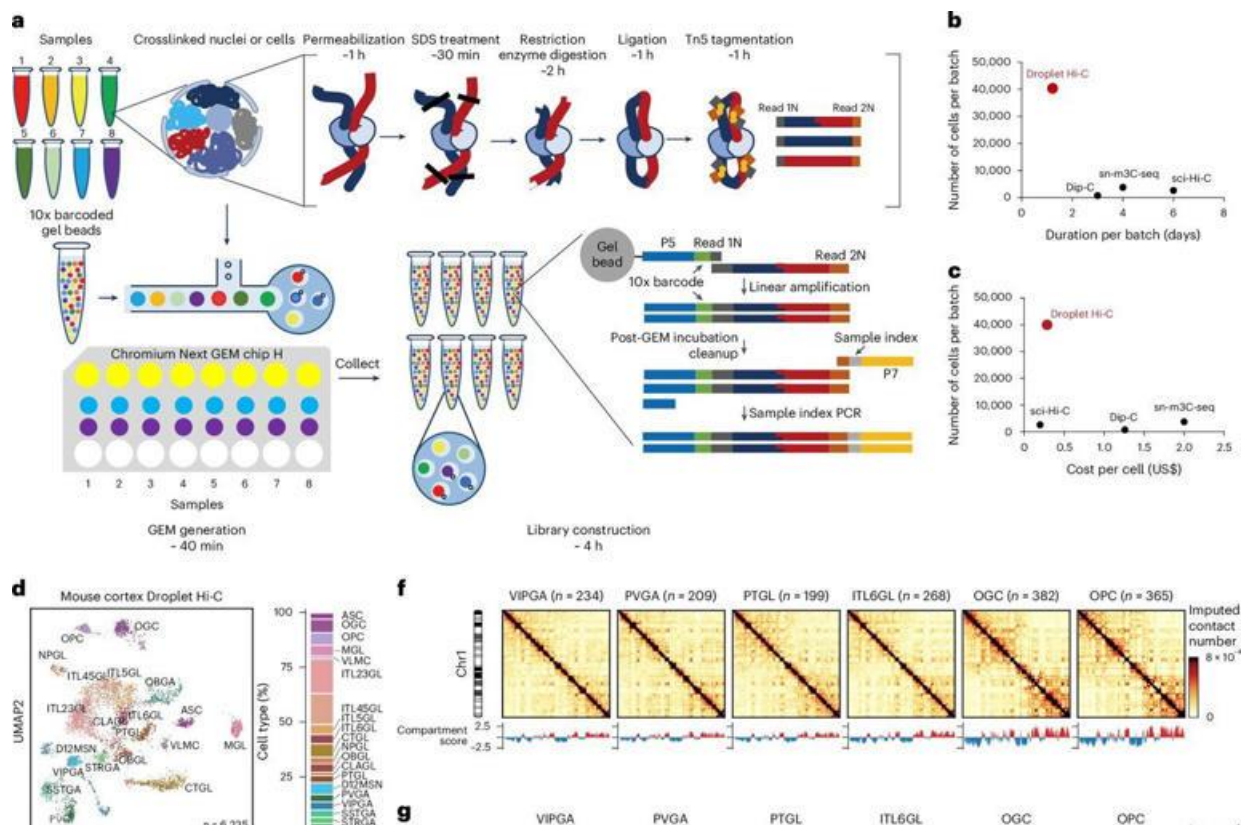 a
Samples
1 2 3 4
5 6 7 8
Crosslinked nuclei or cells
Permeabilization
~1 h
SDS treatment
~30 min
Restriction
enzyme digestion
~2 h
Ligation
~1 h
Tn5 tagmentation
~1 h
Read 1N Read 2N
10x barcoded
gel beads
Chromium Next GEM chip H
1 2 3 4 5 6 7 8
Samples
GEM generation
~ 40 min
Collect
Gel
bead
P5 Read 1N
Read 2N
10x barcode
Linear amplification
Post-GEM incubation
cleanup
Sample index
P7
Sample index PCR
Library construction
~ 4 h
b
Number of cells per batch
50,000
40,000
30,000
20,000
10,000
0
Droplet Hi-C
Dip-C
sn-m3C-seq
sci-Hi-C
0 2 4 6 8
Duration per batch (days)
c
Number of cells per batch
50,000
40,000
30,000
20,000
10,000
0
Droplet Hi-C
sci-Hi-C
Dip-C
sn-m3C-seq
0 0.5 1.0 1.5 2.0 2.5
Cost per cell (US$)
d
Mouse cortex Droplet Hi-C
UMAP2
OPC
OGC
NPGL
ITL45GL
ITL5GL
OBGA
ITL23GL
CLAGL
ITL6GL
PTGL
ASC
MGL
VLMC
D12MSN
STRGA
OBGL
VIPGA
SSTGA
CTGL
Cell type (%)
100
75
50
25
ASC
OGC
OPC
MGL
VLMC
ITL23GL
ITL45GL
ITL5GL
ITL6GL
CTGL
NPGL
OBGL
CLAGL
PTGL
D12MSN
PVGA
VIPGA
SSTGA
STRGA
f
VIPGA (n = 234) PVGA (n = 209) PTGL (n = 199) ITL6GL (n = 268) OGC (n = 382) OPC (n = 365)
Chr1
Imputed
contact
number
0
Compartment
score
2.5
-2.5
g
VIPGA PVGA PTGL ITL6GL OGC OPC